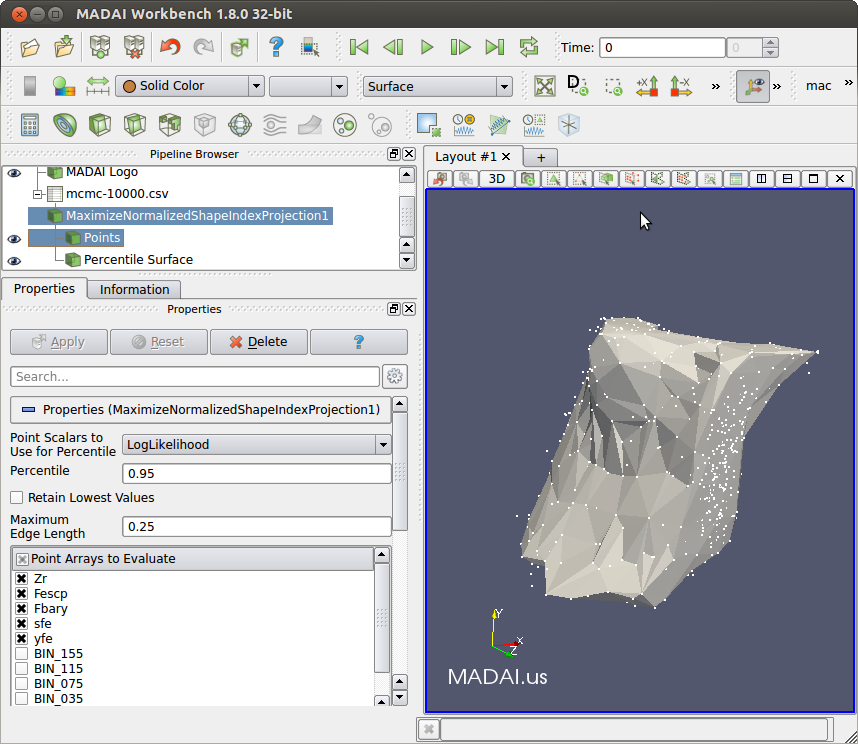 MADAI Workbench 1.8.0 32-bit
Time: 0 0
Solid Color Surface D » » mac »
Pipeline Browser
MADAI Logo
mcmc-10000.csv
MaximizeNormalizedShapeIndexProjection1
Points
Percentile Surface
Properties Information
Properties
Apply Reset Delete ?
Search...
Properties (MaximizeNormalizedShapeIndexProjection1)
Point Scalars to
Use for Percentile LogLikelihood
Percentile 0.95
Retain Lowest Values
Maximum
Edge Length 0.25
Point Arrays to Evaluate
Zr
Fescp
Fbary
sfe
yfe
BIN_155
BIN_115
BIN_075
BIN_035
Layout #1 +
3D
Y
X
Z
MADAI.us